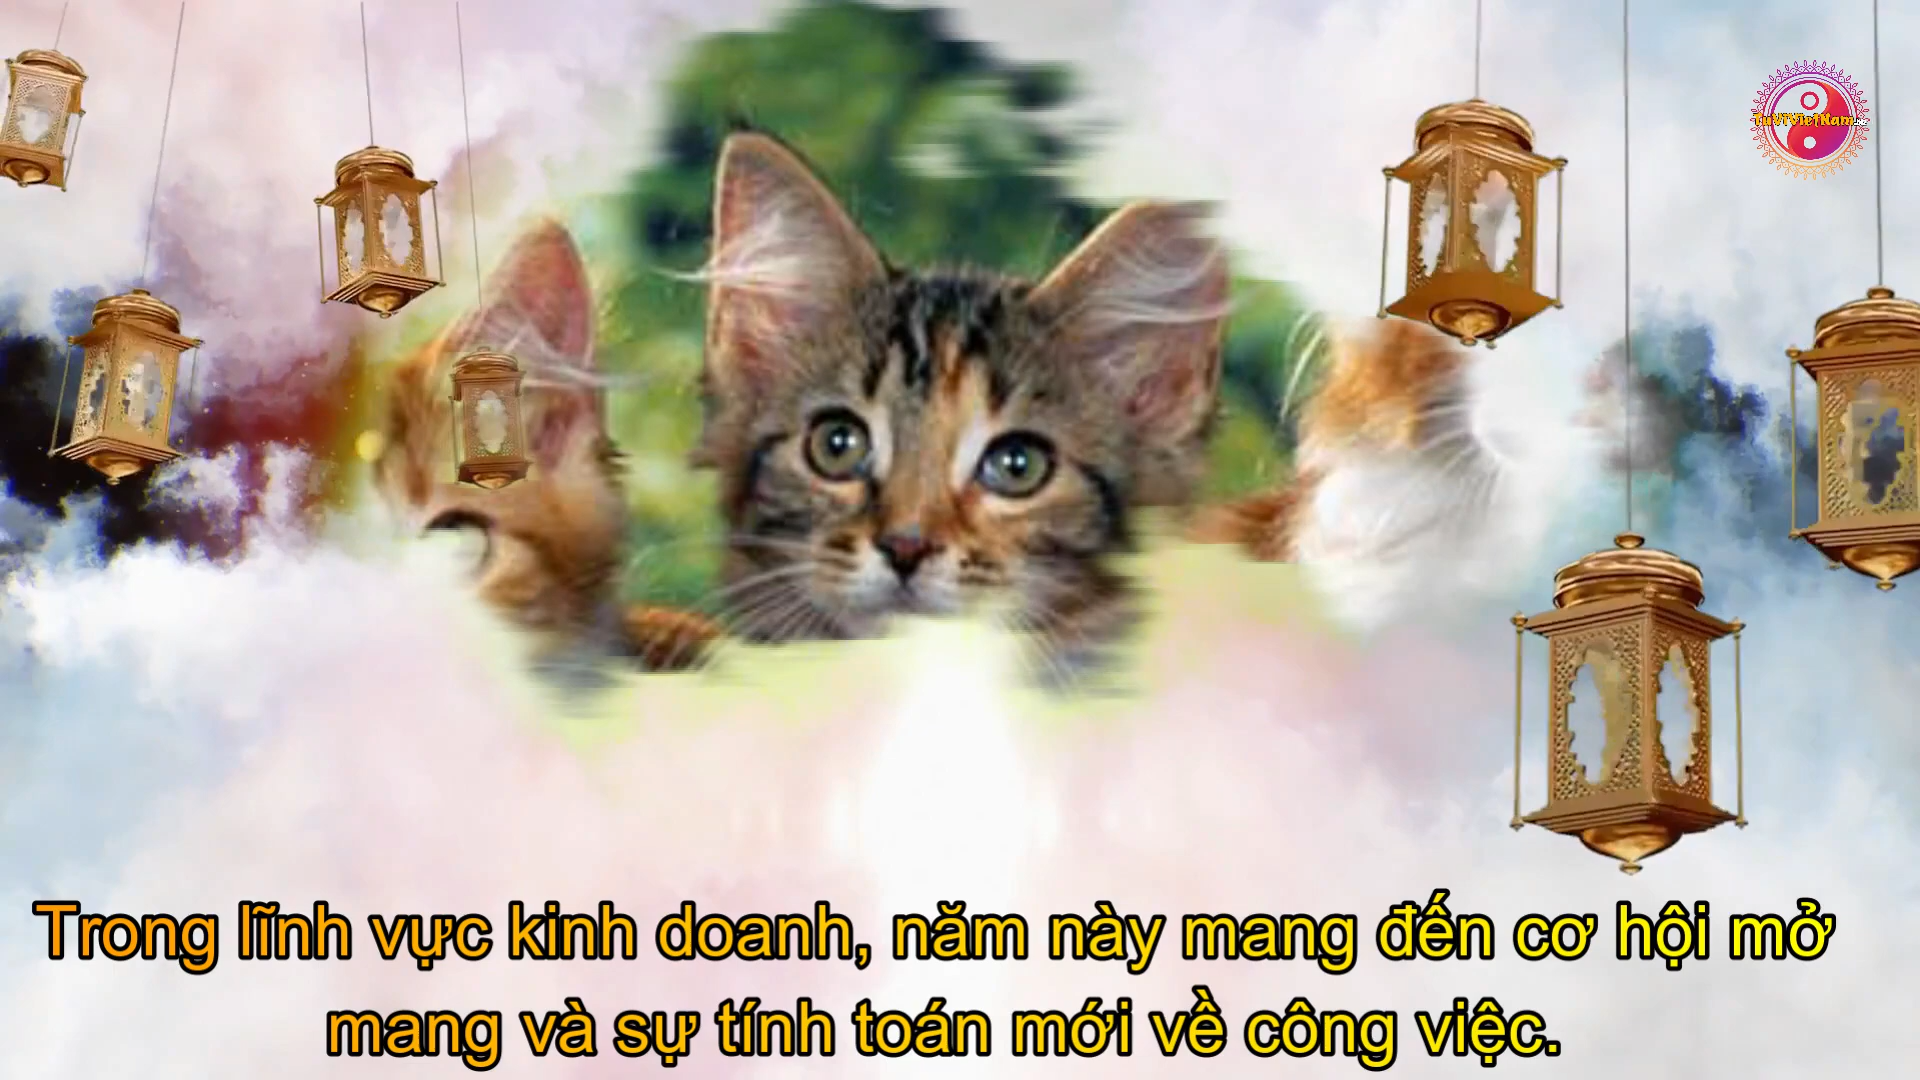 TuViVietNam
Trong lĩnh vực kinh doanh, năm này mang đến cơ hội mở
mang và sự tính toán mới về công việc.